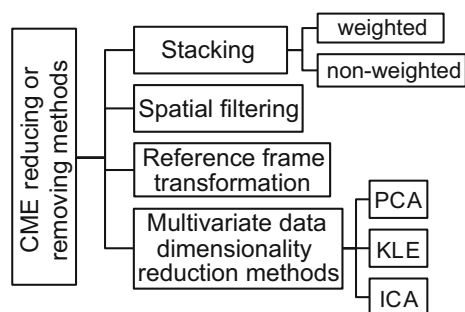 CME reducing or
removing methods
Stacking
weighted
non-weighted
Spatial filtering
Reference frame
transformation
Multivariate data
dimensionality
reduction methods
PCA
KLE
ICA